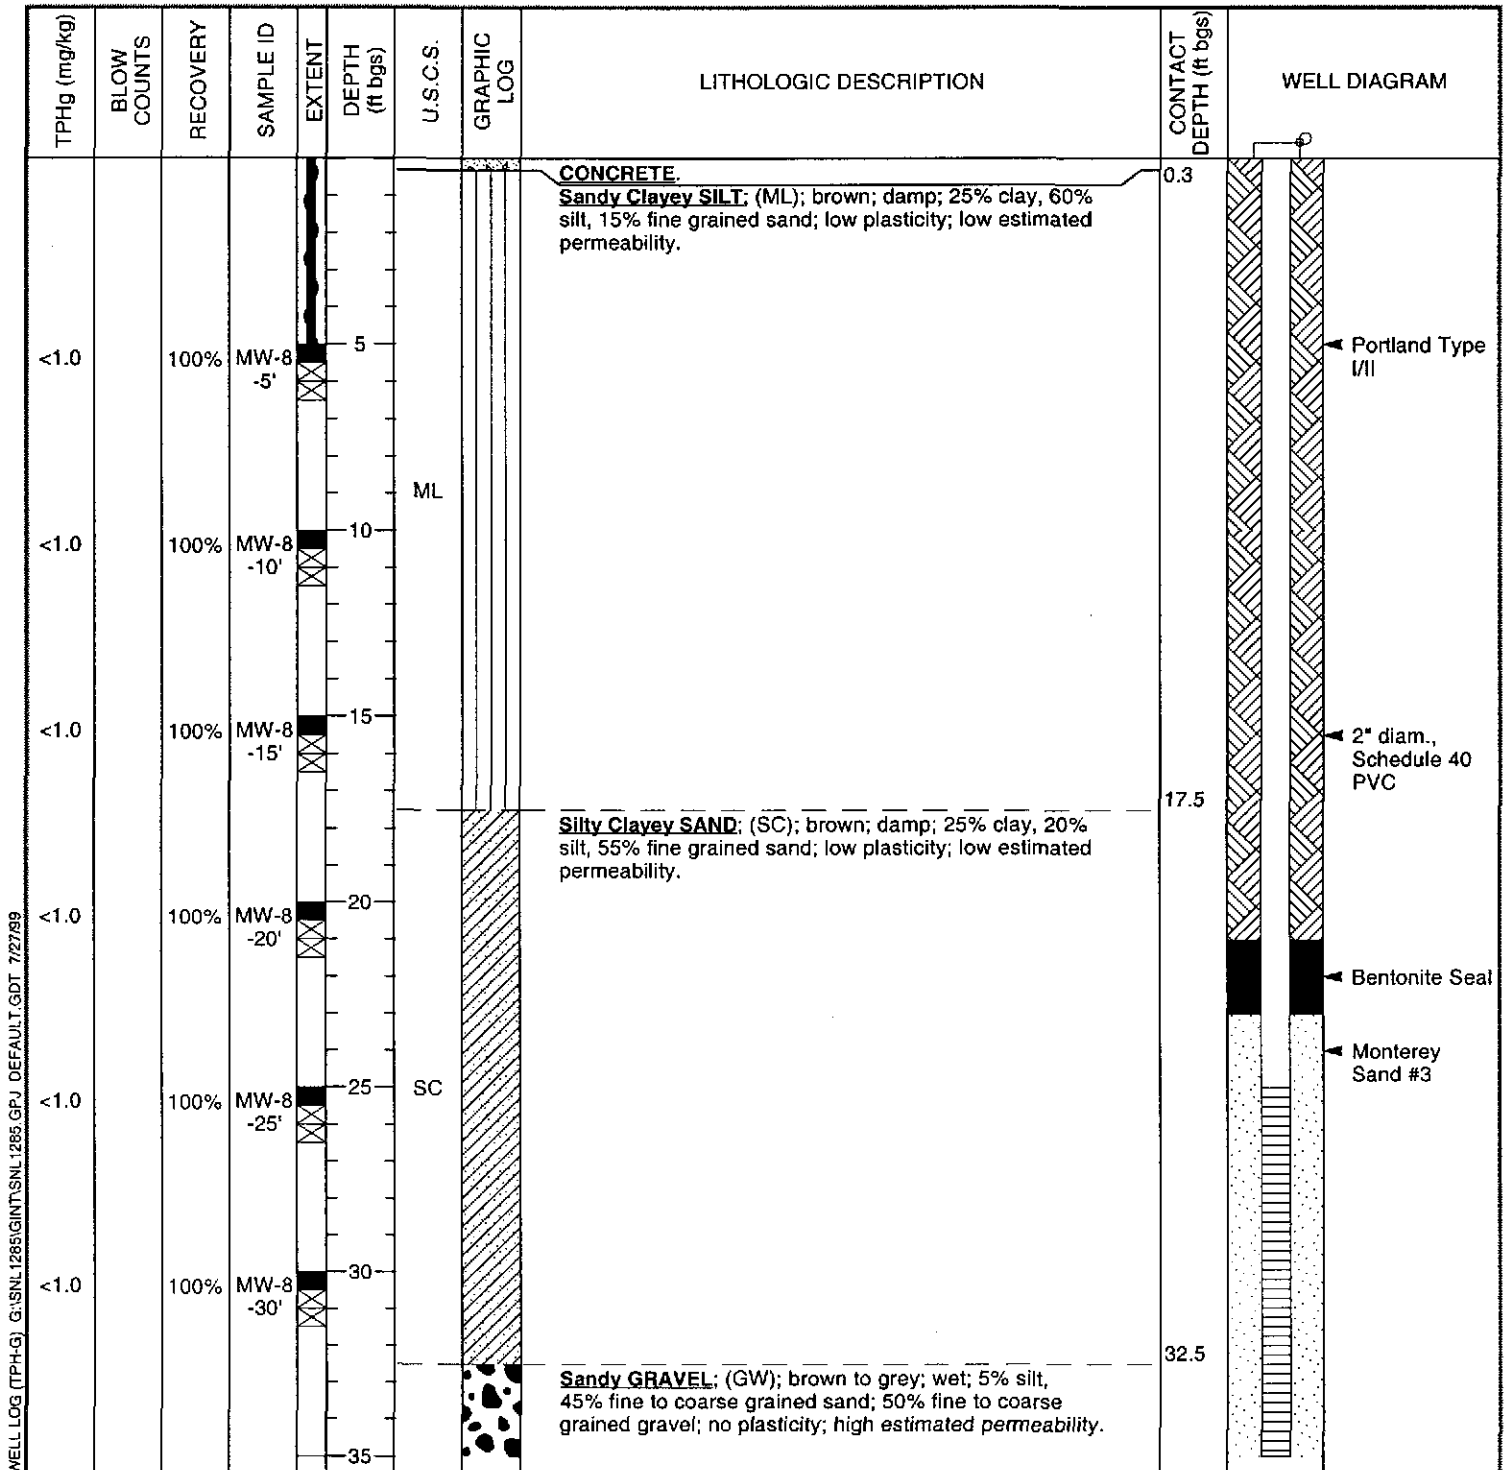 TPHg (mg/kg)
BLOW COUNTS
RECOVERY
SAMPLE ID
EXTENT
DEPTH (ft bgs)
U.S.C.S.
GRAPHIC LOG
LITHOLOGIC DESCRIPTION
CONTACT DEPTH (ft bgs)
WELL DIAGRAM
CONCRETE.
0.3
Sandy Clayey SILT; (ML); brown; damp; 25% clay, 60%
silt, 15% fine grained sand; low plasticity; low estimated
permeability.
<1.0 100% MW-8 5
-5'
Portland Type
I/II
ML
<1.0 100% MW-8 10
-10'
<1.0 100% MW-8 15
-15'
2" diam.,
Schedule 40
PVC
17.5
Silty Clayey SAND; (SC); brown; damp; 25% clay, 20%
silt, 55% fine grained sand; low plasticity; low estimated
permeability.
<1.0 100% MW-8 20
-20'
Bentonite Seal
Monterey
Sand #3
<1.0 100% MW-8 25 SC
-25'
<1.0 100% MW-8 30
-30'
32.5
Sandy GRAVEL; (GW); brown to grey; wet; 5% silt,
45% fine to coarse grained sand; 50% fine to coarse
grained gravel; no plasticity; high estimated permeability.
35
WELL LOG (TPH-G) G:\SNL1285\GINT\SNL1285.GPJ DEFAULT.GDT 7/27/99